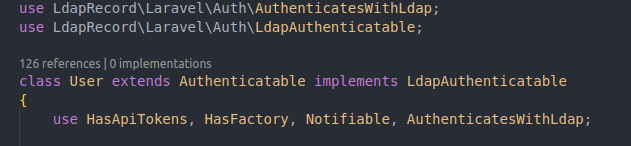 use LdapRecord\Laravel\Auth\AuthenticatesWithLdap;
use LdapRecord\Laravel\Auth\LdapAuthenticatable;
126 references | 0 implementations
class User extends Authenticatable implements LdapAuthenticatable
{
use HasApiTokens, HasFactory, Notifiable, AuthenticatesWithLdap;